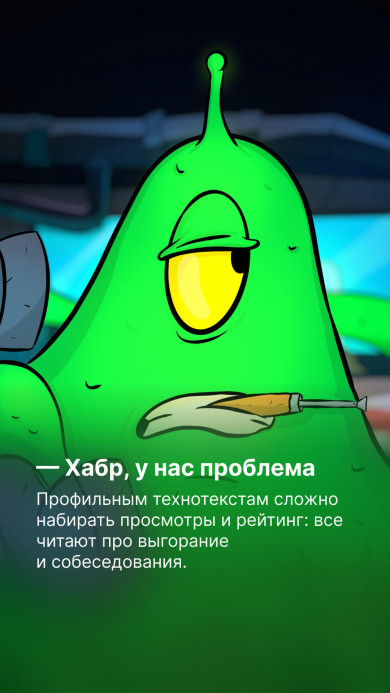 — Хабр, у нас проблема
Профильным технотекстам сложно
набирать просмотры и рейтинг: все
читают про выгорание
и собеседования.